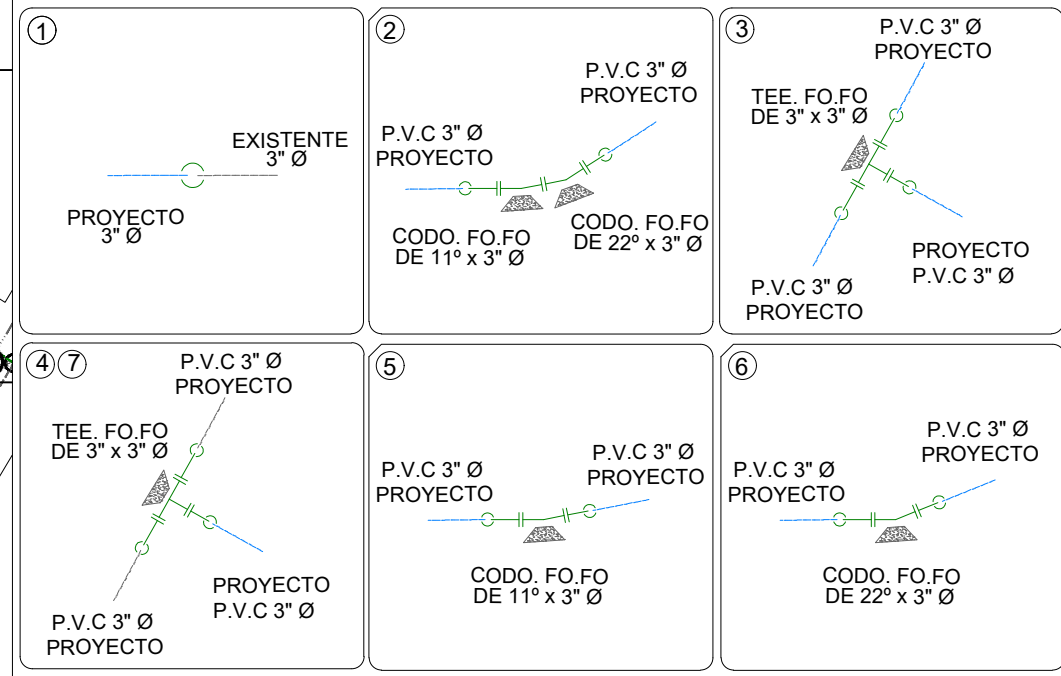 1
EXISTENTE
3" Ø
PROYECTO
3" Ø
2
P.V.C 3" Ø
PROYECTO
P.V.C 3" Ø
PROYECTO
CODO. FO.FO
DE 11º x 3" Ø
CODO. FO.FO
DE 22º x 3" Ø
3
P.V.C 3" Ø
PROYECTO
TEE. FO.FO
DE 3" x 3" Ø
PROYECTO
P.V.C 3" Ø
P.V.C 3" Ø
PROYECTO
4 7
P.V.C 3" Ø
PROYECTO
TEE. FO.FO
DE 3" x 3" Ø
PROYECTO
P.V.C 3" Ø
P.V.C 3" Ø
PROYECTO
5
P.V.C 3" Ø
PROYECTO
P.V.C 3" Ø
PROYECTO
CODO. FO.FO
DE 11º x 3" Ø
6
P.V.C 3" Ø
PROYECTO
P.V.C 3" Ø
PROYECTO
CODO. FO.FO
DE 22º x 3" Ø